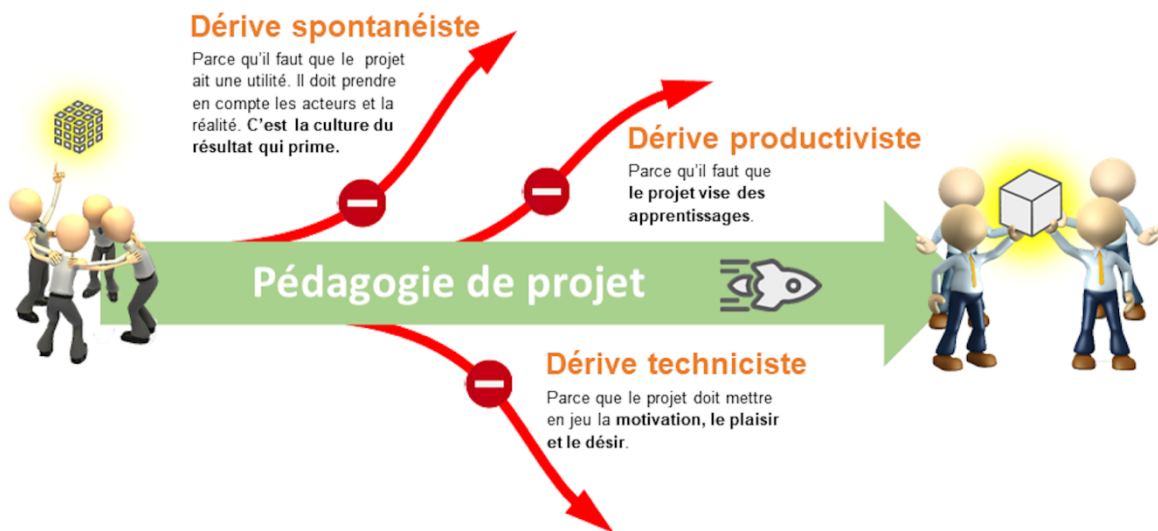 Dérive spontanéiste
Parce qu'il faut que le projet
ait une utilité. Il doit prendre
en compte les acteurs et la
réalité. C'est la culture du
résultat qui prime.
Dérive productiviste
Parce qu'il faut que
le projet vise des
apprentissages.
Pédagogie de projet
Dérive techniciste
Parce que le projet doit mettre
en jeu la motivation, le plaisir
et le désir.